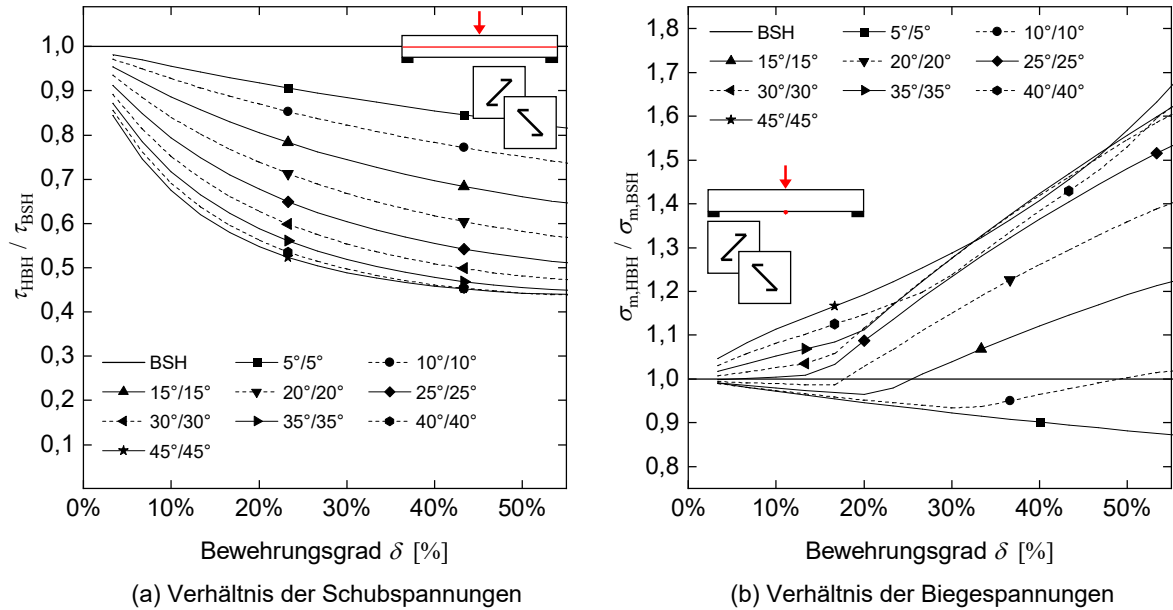 1,0
0,9
0,8
0,7
0,6
0,5
0,4
0,3
0,2
0,1
τHBH / τBSH
BSH 5°/5° 10°/10°
15°/15° 20°/20° 25°/25°
30°/30° 35°/35° 40°/40°
45°/45°
0% 10% 20% 30% 40% 50%
Bewehrungsgrad δ [%]
(a) Verhältnis der Schubspannungen
1,8
1,7
1,6
1,5
1,4
1,3
1,2
1,1
1,0
0,9
0,8
σm,HBH / σm,BSH
BSH 5°/5° 10°/10°
15°/15° 20°/20° 25°/25°
30°/30° 35°/35° 40°/40°
45°/45°
0% 10% 20% 30% 40% 50%
Bewehrungsgrad δ [%]
(b) Verhältnis der Biegespannungen